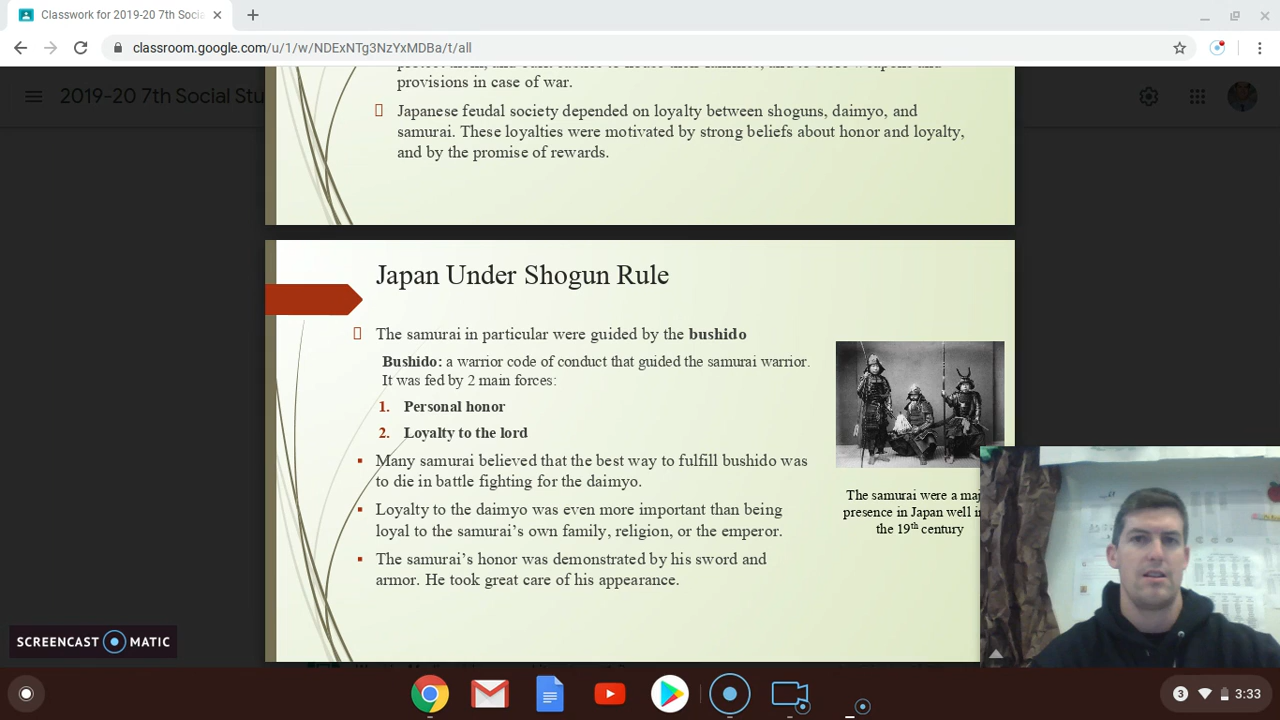 Classwork for 2019-20 7th Socia
classroom.google.com/u/1/w/NDExNTg3NzYxMDBa/t/all
2019-20 7th Social Stu
provisions in case of war.
Japanese feudal society depended on loyalty between shoguns, daimyo, and
samurai. These loyalties were motivated by strong beliefs about honor and loyalty,
and by the promise of rewards.
Japan Under Shogun Rule
The samurai in particular were guided by the bushido
Bushido: a warrior code of conduct that guided the samurai warrior.
It was fed by 2 main forces:
1. Personal honor
2. Loyalty to the lord
▪ Many samurai believed that the best way to fulfill bushido was
to die in battle fighting for the daimyo.
▪ Loyalty to the daimyo was even more important than being
loyal to the samurai’s own family, religion, or the emperor.
▪ The samurai’s honor was demonstrated by his sword and
armor. He took great care of his appearance.
The samurai were a maj
presence in Japan well i
the 19th century
SCREENCAST MATIC
3 3:33